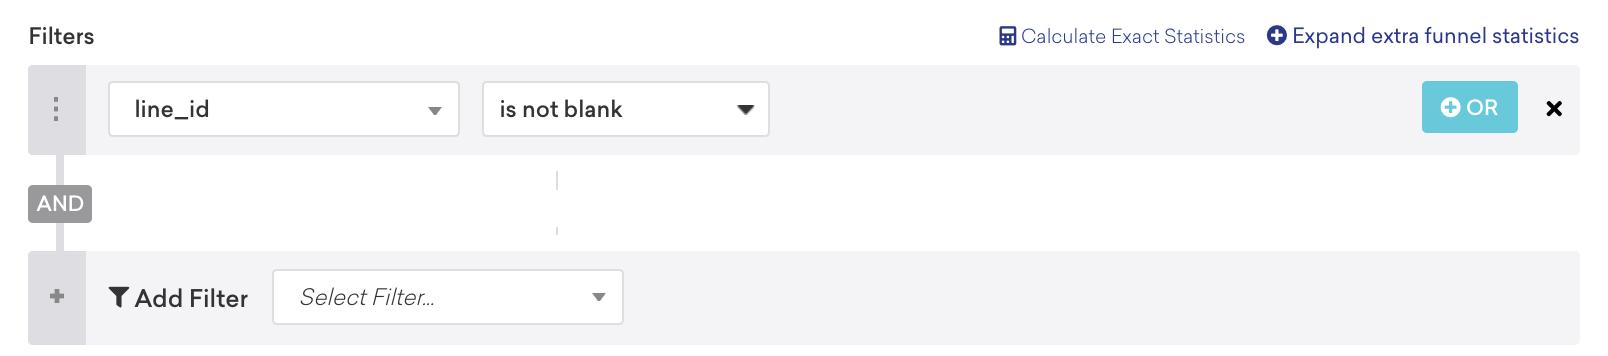 Filters
Calculate Exact Statistics Expand extra funnel statistics
line_id is not blank OR
AND
Add Filter Select Filter...